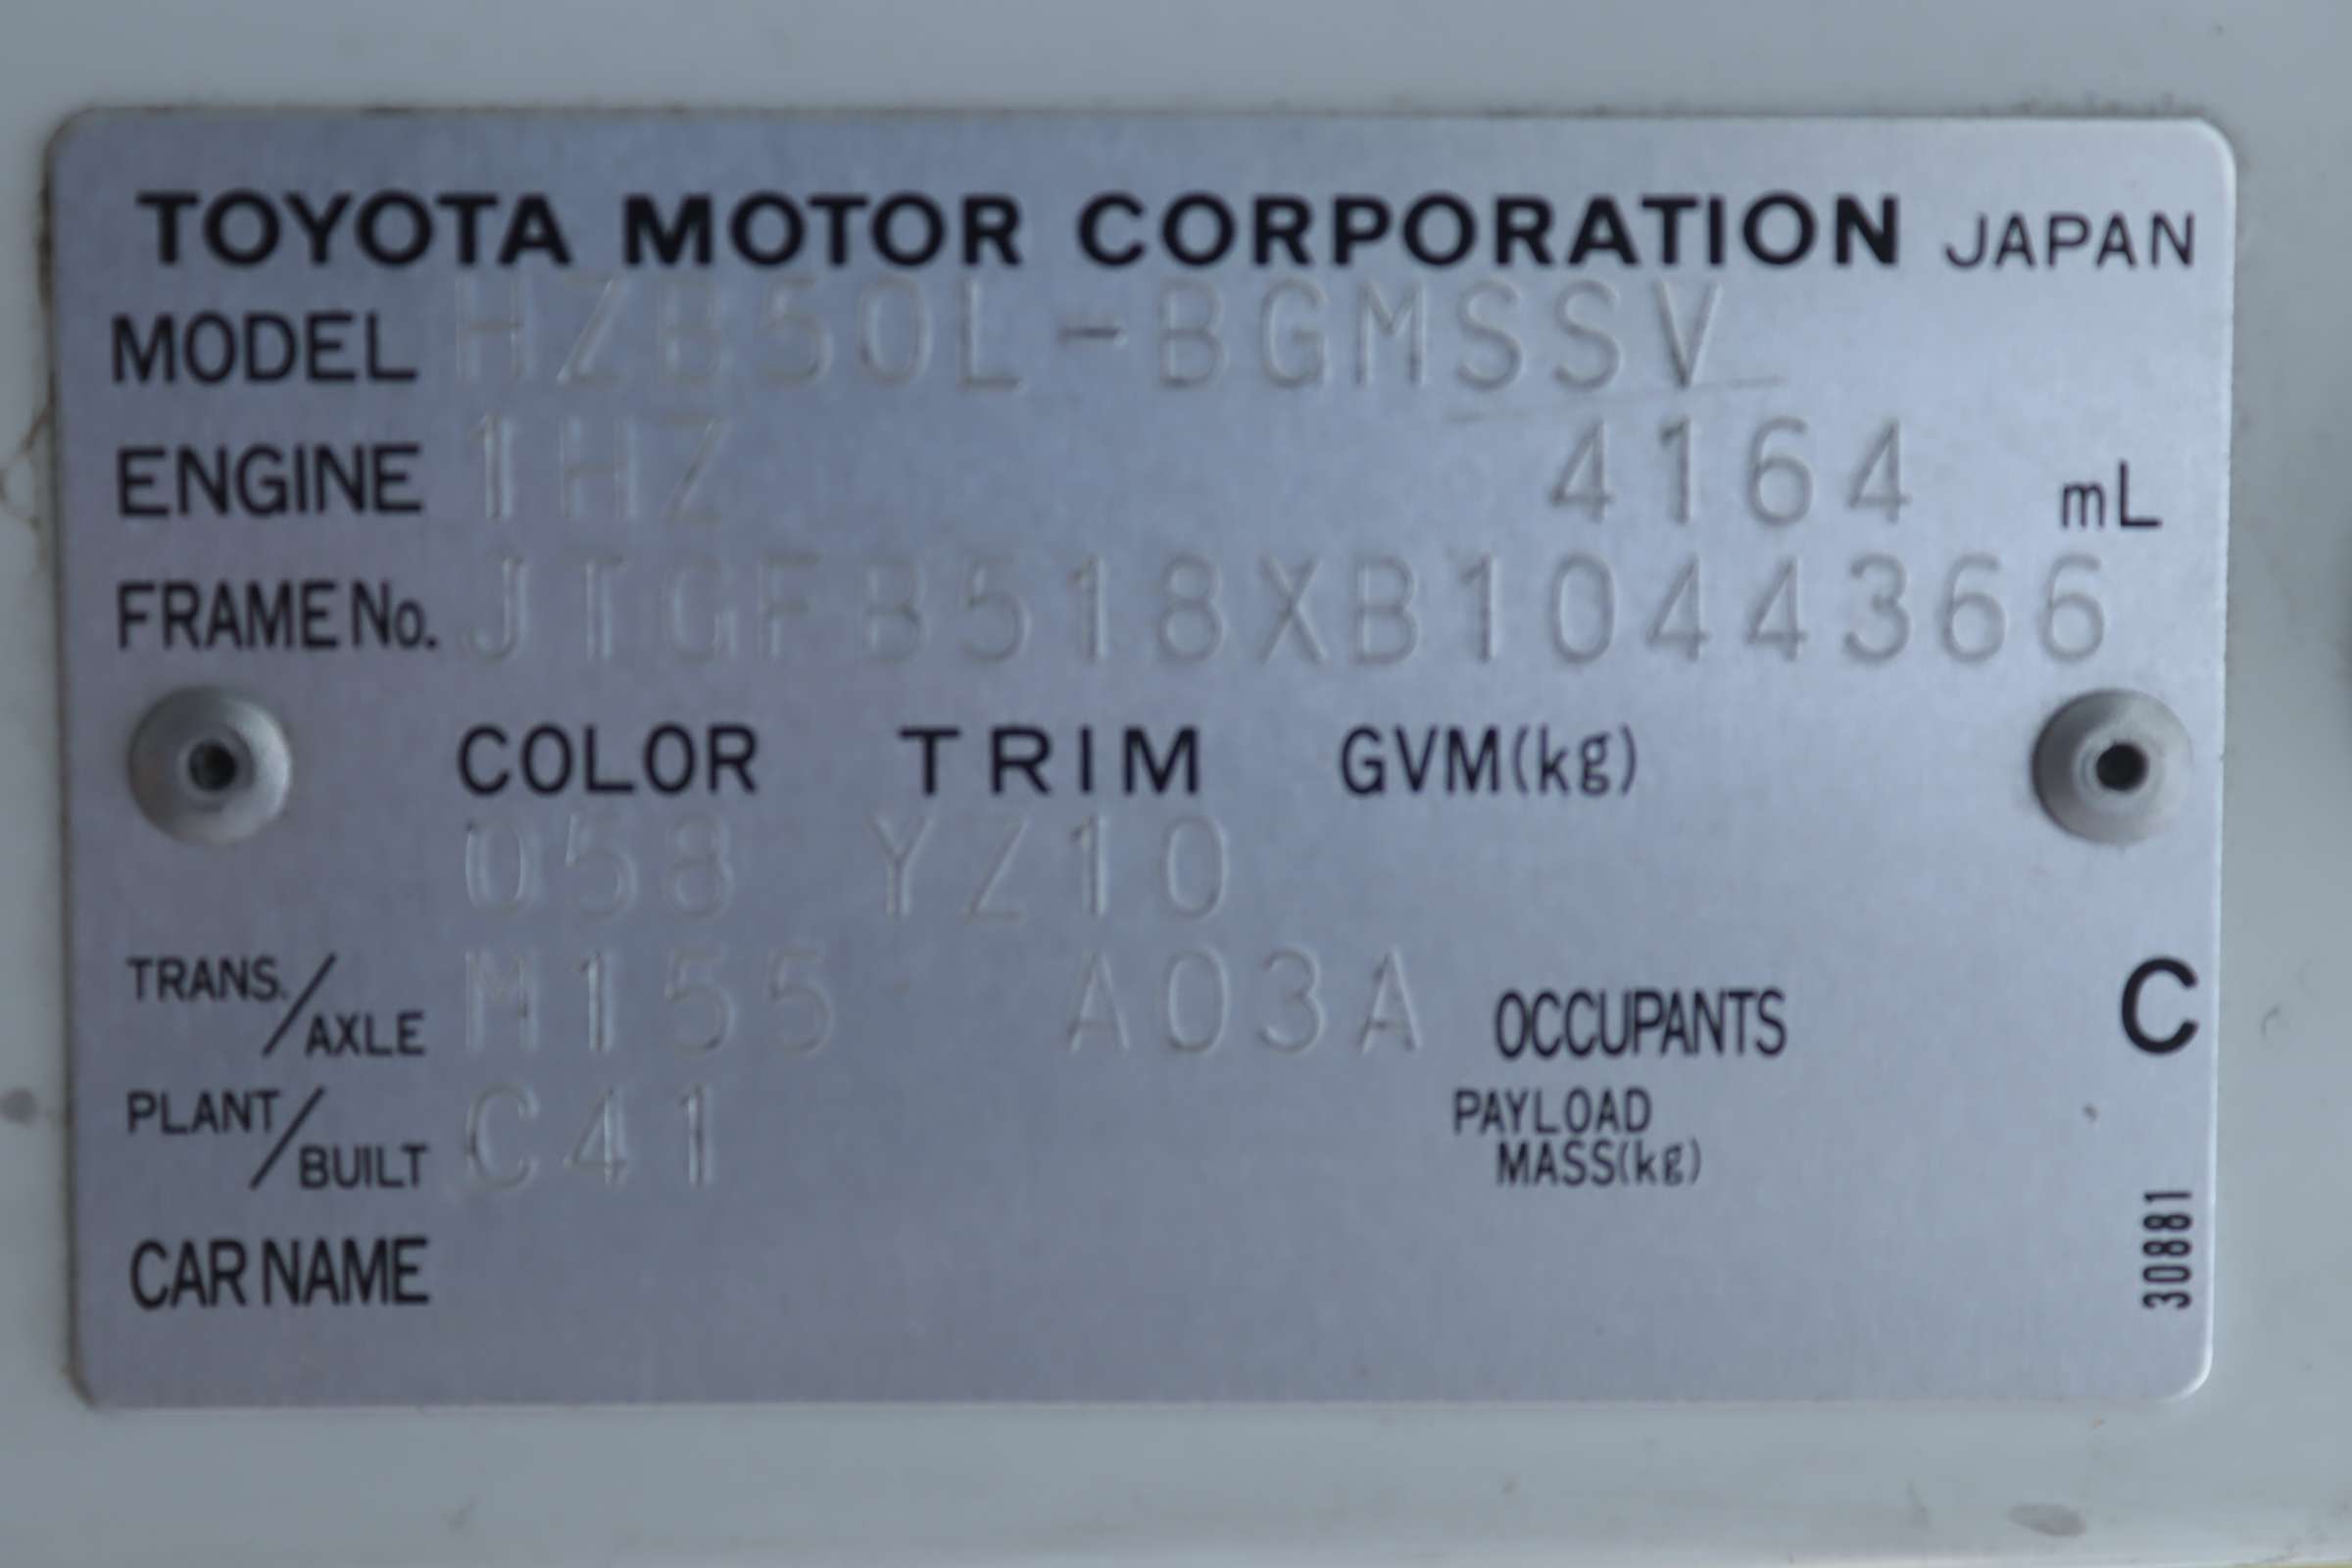 TOYOTA MOTOR CORPORATION JAPAN
MODEL HZB50L-BGMSSV
ENGINE 1HZ 4164 mL
FRAME No. JTGFB518XB1044366
COLOR TRIM GVM(kg)
058 YZ10
TRANS./AXLE M155 A03A OCCUPANTS C
PLANT/BUILT C41 PAYLOAD MASS(kg)
CAR NAME
30881